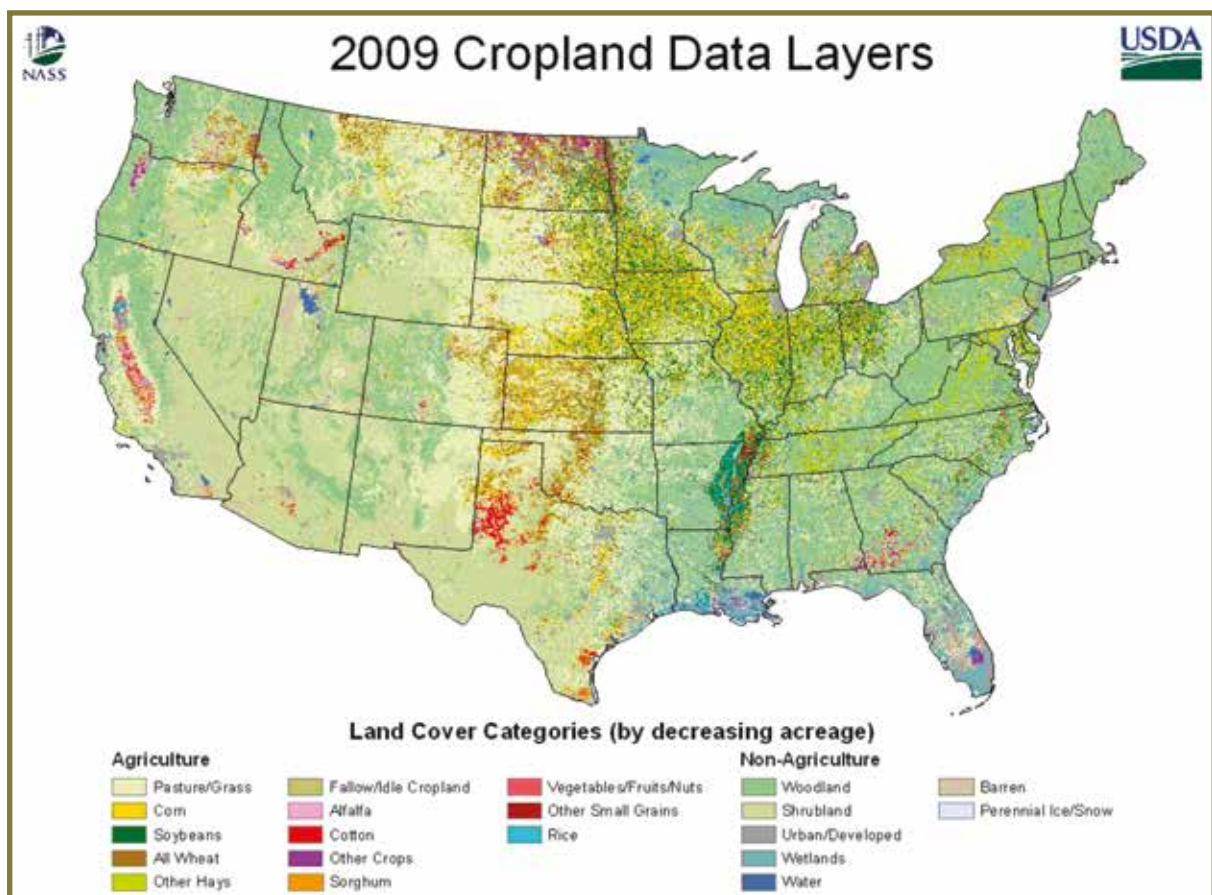 NASS
2009 Cropland Data Layers
USDA
Land Cover Categories (by decreasing acreage)
Agriculture
Pasture/Grass
Corn
Soybeans
All Wheat
Other Hays
Fallow/Idle Cropland
Alfalfa
Cotton
Other Crops
Sorghum
Vegetables/Fruits/Nuts
Other Small Grains
Rice
Non-Agriculture
Woodland
Shrubland
Urban/Developed
Wetlands
Water
Barren
Perennial Ice/Snow